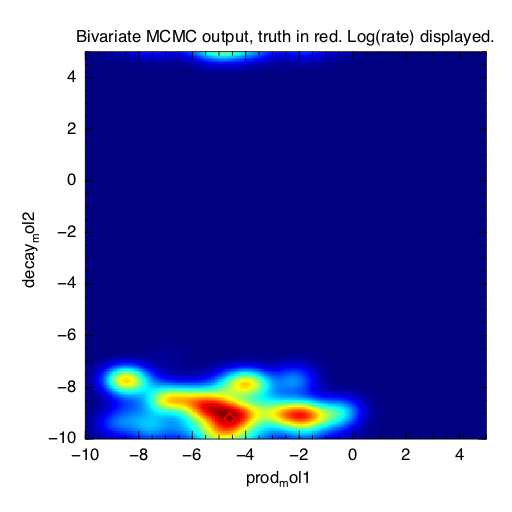 Bivariate MCMC output, truth in red. Log(rate) displayed.
4
2
0
−2
−4
−6
−8
−10
decay_mol2
−10 −8 −6 −4 −2 0 2 4
prod_mol1